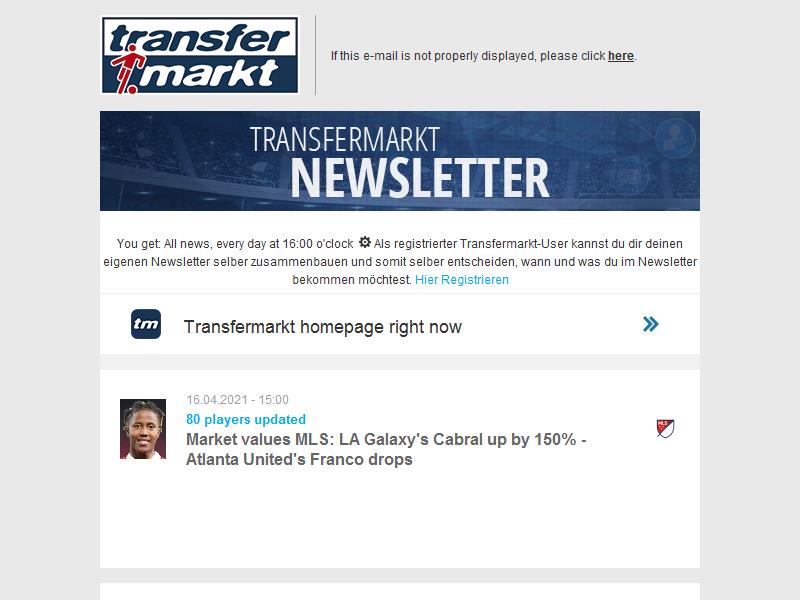 transfer
markt
If this e-mail is not properly displayed, please click here.
TRANSFERMARKT
NEWSLETTER
You get: All news, every day at 16:00 o'clock Als registrierter Transfermarkt-User kannst du dir deinen
eigenen Newsletter selber zusammenbauen und somit selber entscheiden, wann und was du im Newsletter
bekommen möchtest. Hier Registrieren
tm
Transfermarkt homepage right now
16.04.2021 - 15:00
80 players updated
MLS
Market values MLS: LA Galaxy's Cabral up by 150% -
Atlanta United's Franco drops